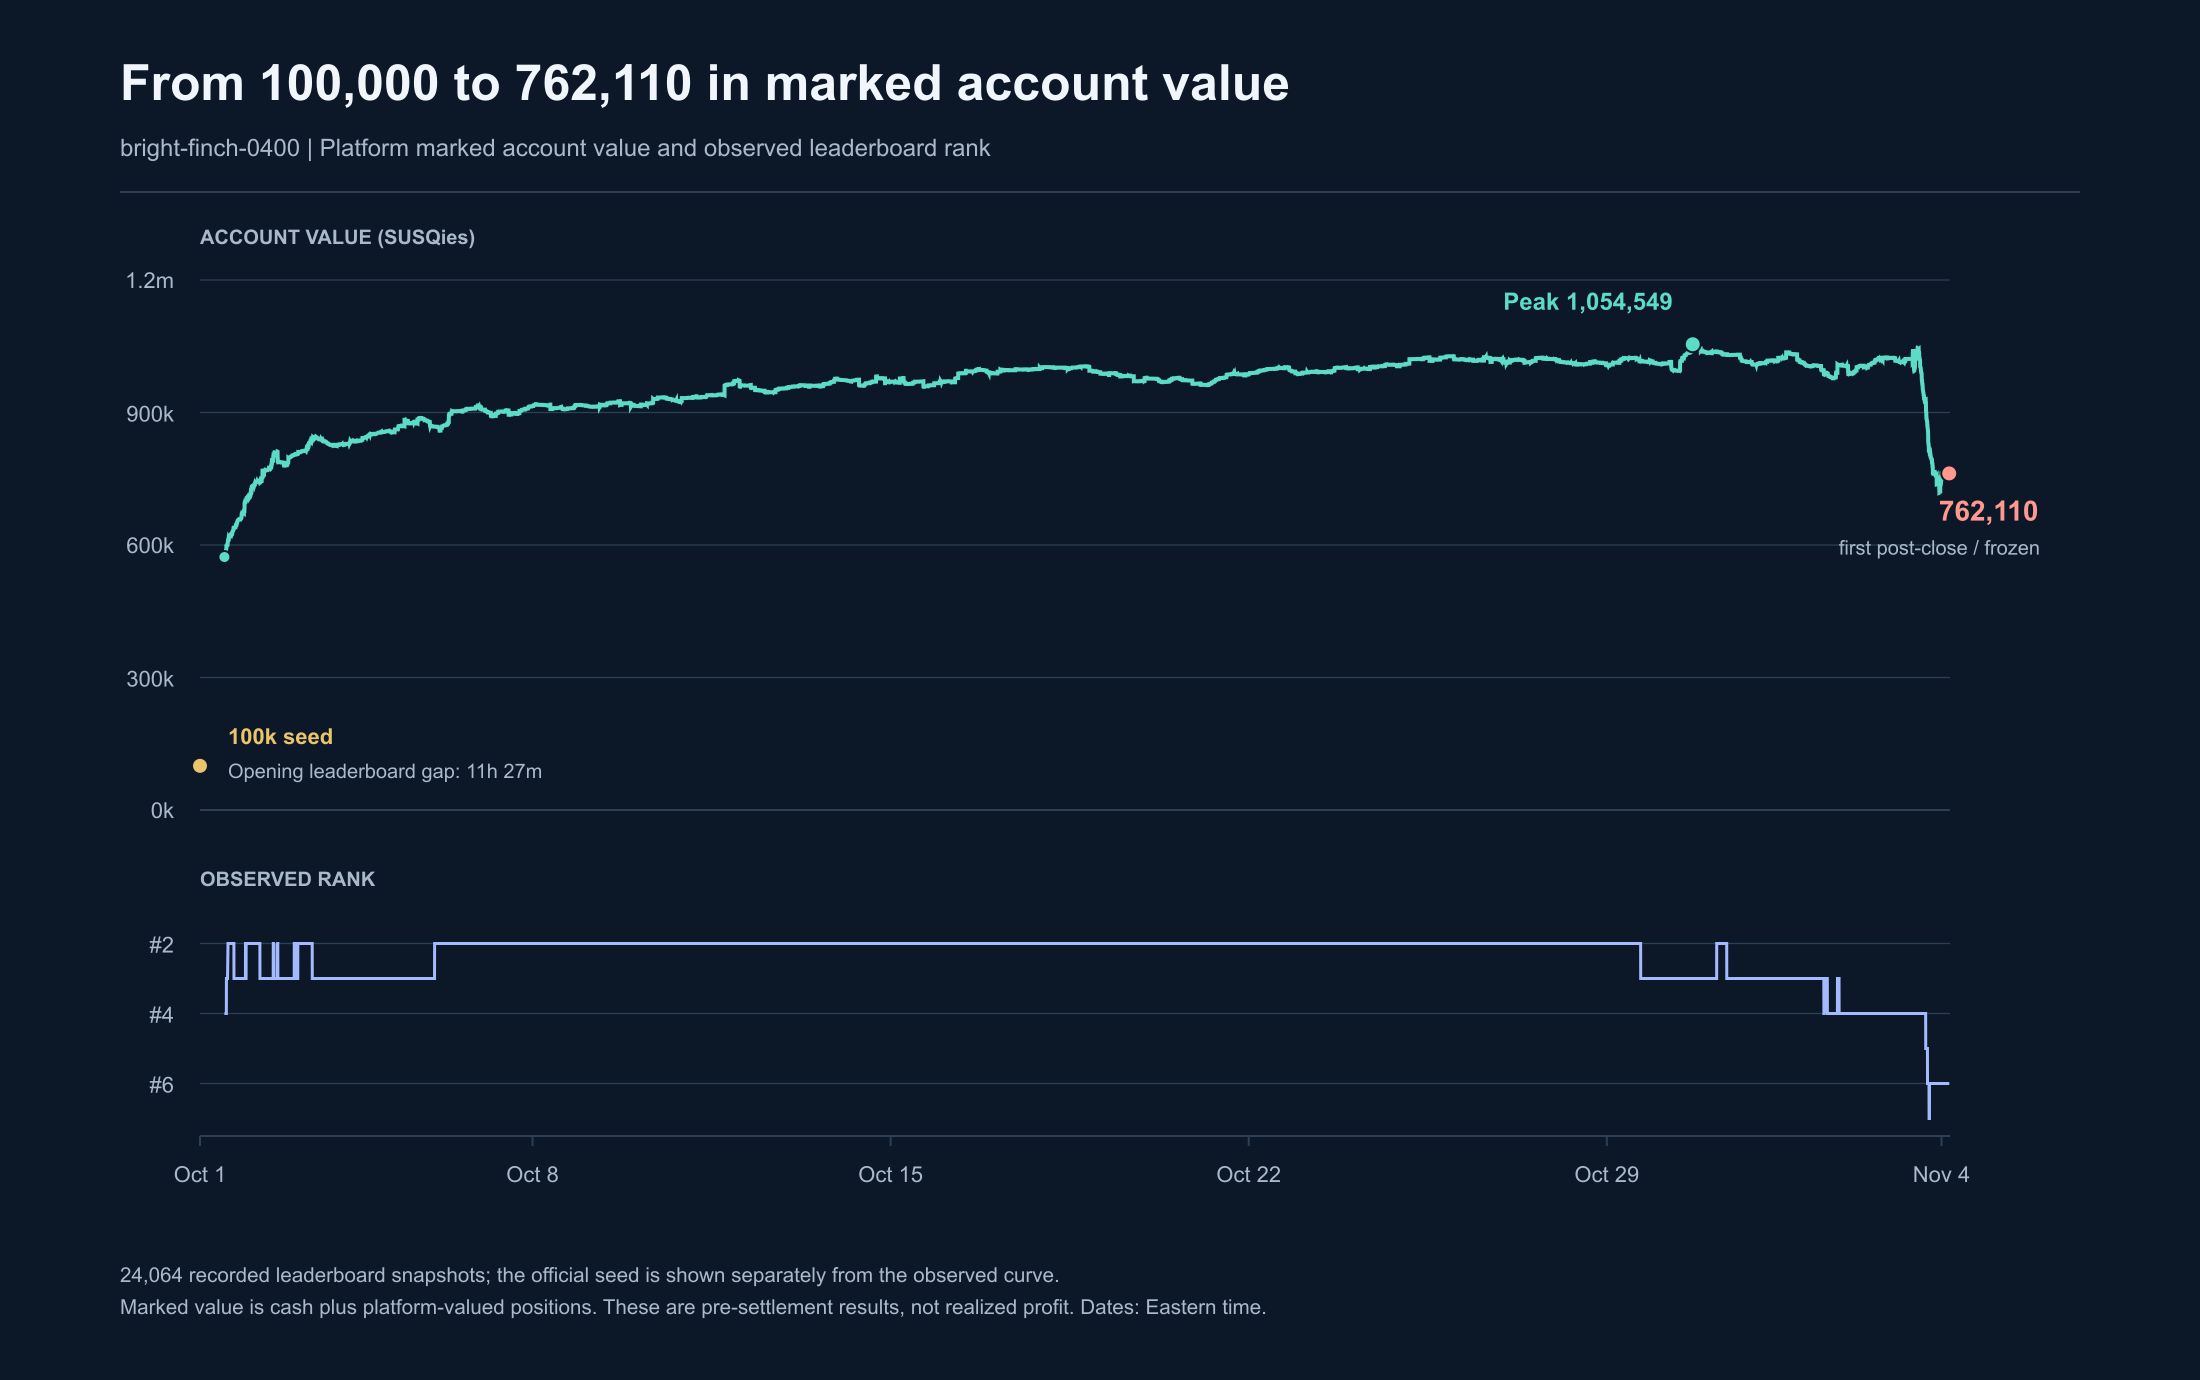 From 100,000 to 762,110 in marked account value
bright-finch-0400 | Platform marked account value and observed leaderboard rank
ACCOUNT VALUE (SUSQies)
1.2m
Peak 1,054,549
900k
762,110
600k
first post-close / frozen
300k
100k seed
Opening leaderboard gap: 11h 27m
0k
OBSERVED RANK
#2
#4
#6
Oct 1 Oct 8 Oct 15 Oct 22 Oct 29 Nov 4
24,064 recorded leaderboard snapshots; the official seed is shown separately from the observed curve.
Marked value is cash plus platform-valued positions. These are pre-settlement results, not realized profit. Dates: Eastern time.